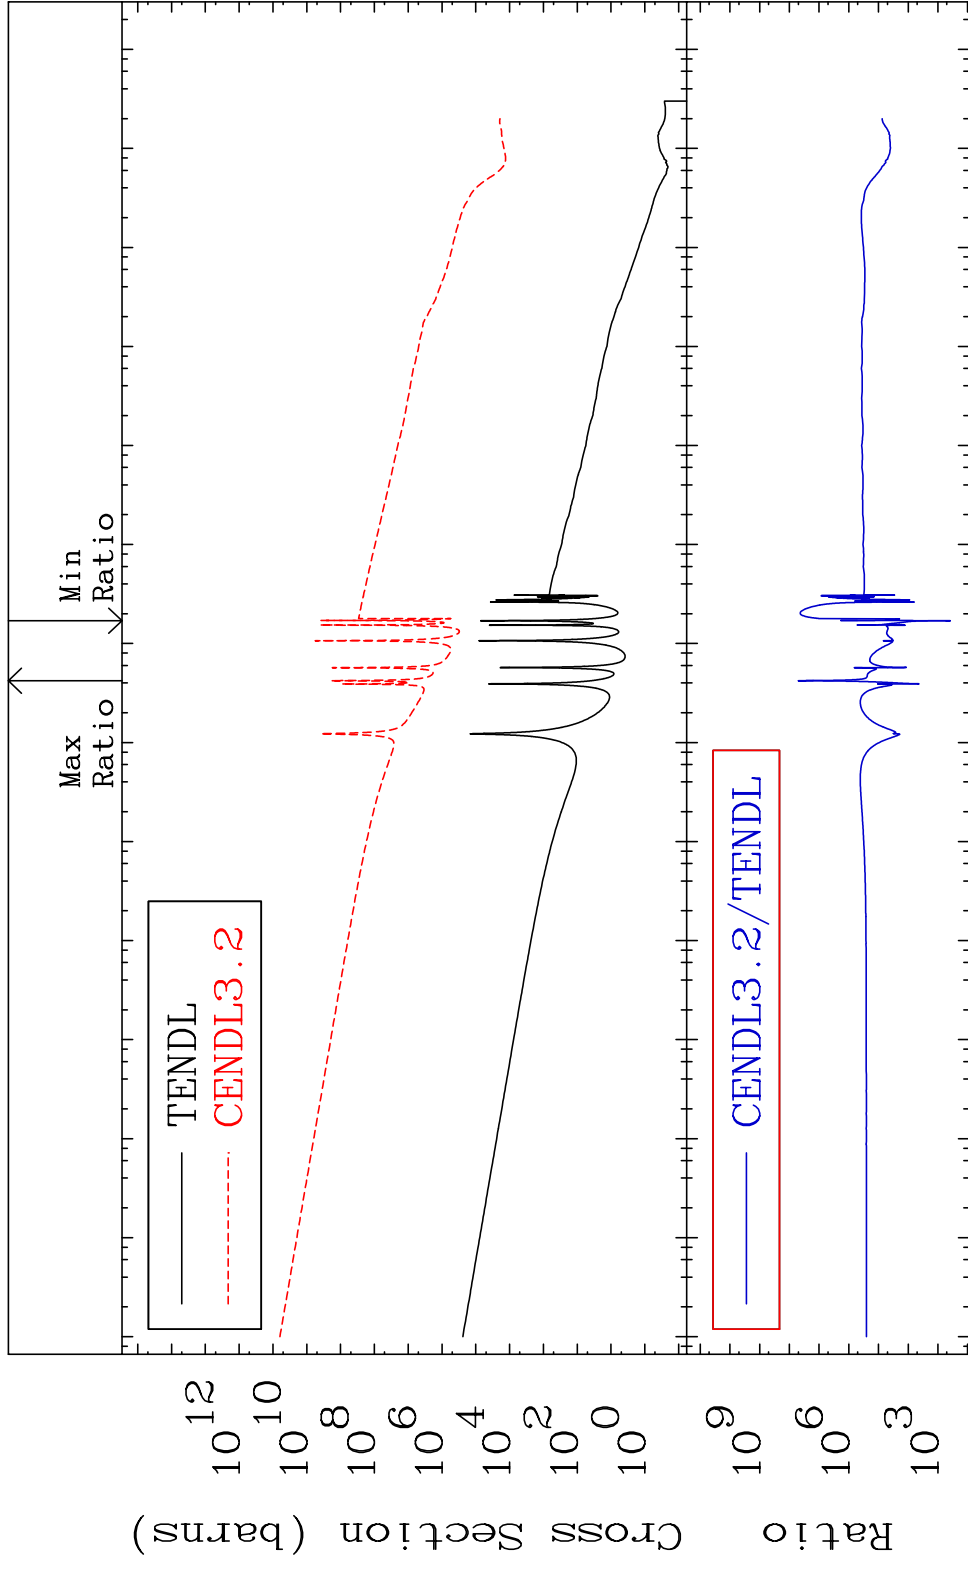 Max
Ratio
Min
Ratio
TENDL
CENDL3.2
Cross Section (barns)
10 12
10 10
10 8
10 6
10 4
10 2
10 0
CENDL3.2/TENDL
Ratio
10 9
10 6
10 3